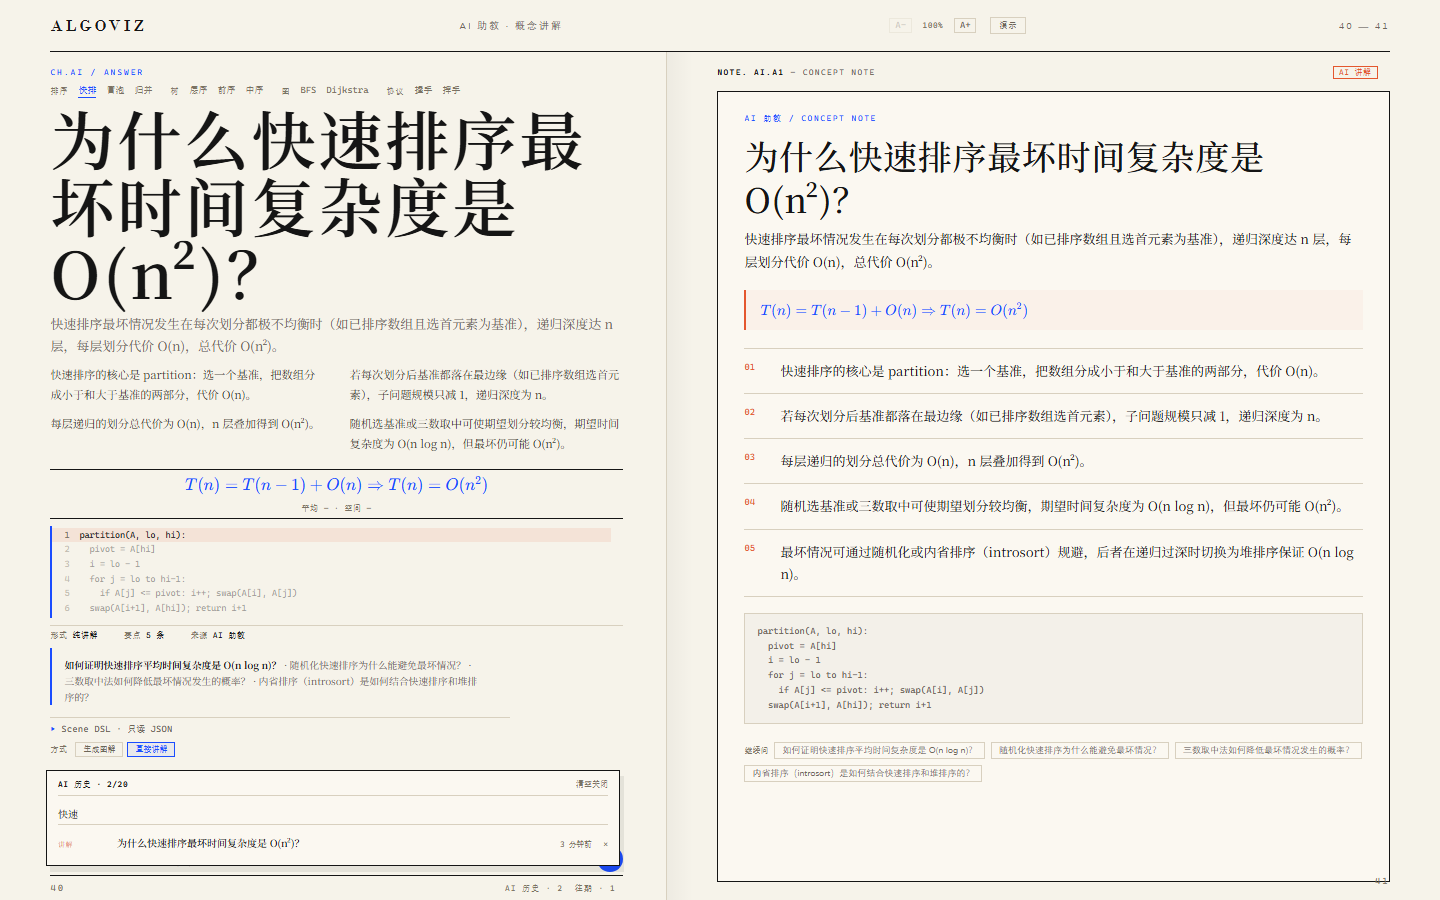 ALGOVIZ
AI 助教 · 概念讲解
A− 100% A+ 演示
40 — 41
CH.AI / ANSWER
排序 快排 冒泡 归并 树 层序 前序 中序 图 BFS Dijkstra 协议 握手 挥手
为什么快速排序最
坏时间复杂度是
O(n²)?
快速排序最坏情况发生在每次划分都极不均衡时（如已排序数组且选首元素为基准），递归深度达 n
层，每层划分代价 O(n)，总代价 O(n²)。
快速排序的核心是 partition：选一个基准，把数组分
成小于和大于基准的两部分，代价 O(n)。
每层递归的划分总代价为 O(n)，n 层叠加得到 O(n²)。
若每次划分后基准都落在最边缘（如已排序数组选首元
素），子问题规模只减 1，递归深度为 n。
随机选基准或三数取中可使期望划分较均衡，期望时间
复杂度为 O(n log n)，但最坏仍可能 O(n²)。
T(n) = T(n − 1) + O(n) ⇒ T(n) = O(n²)
平均 — · 空间 —
1 partition(A, lo, hi):
2 pivot = A[hi]
3 i = lo − 1
4 for j = lo to hi−1:
5 if A[j] <= pivot: i++; swap(A[i], A[j])
6 swap(A[i+1], A[hi]); return i+1
形式 纯讲解 要点 5 条 来源 AI 助教
如何证明快速排序平均时间复杂度是 O(n log n)? · 随机化快速排序为什么能避免最坏情况? ·
三数取中法如何降低最坏情况发生的概率? · 内省排序（introsort）是如何结合快速排序和堆排
序的?
▸ Scene DSL · 只读 JSON
方式 生成图解 直接讲解
AI 历史 · 2/20 清空关闭
快速
讲解 为什么快速排序最坏时间复杂度是 O(n²)? 3 分钟前 ×
40
AI 历史 · 2 往期 · 1
NOTE. AI.A1 — CONCEPT NOTE
AI 讲解
AI 助教 / CONCEPT NOTE
为什么快速排序最坏时间复杂度是
O(n²)?
快速排序最坏情况发生在每次划分都极不均衡时（如已排序数组且选首元素为基准），递归深度达 n 层，每
层划分代价 O(n)，总代价 O(n²)。
T(n) = T(n − 1) + O(n) ⇒ T(n) = O(n²)
01 快速排序的核心是 partition：选一个基准，把数组分成小于和大于基准的两部分，代价 O(n)。
02 若每次划分后基准都落在最边缘（如已排序数组选首元素），子问题规模只减 1，递归深度为 n。
03 每层递归的划分总代价为 O(n)，n 层叠加得到 O(n²)。
04 随机选基准或三数取中可使期望划分较均衡，期望时间复杂度为 O(n log n)，但最坏仍可能 O(n²)。
05 最坏情况可通过随机化或内省排序（introsort）规避，后者在递归过深时切换为堆排序保证 O(n log
n)。
partition(A, lo, hi):
pivot = A[hi]
i = lo − 1
for j = lo to hi−1:
if A[j] <= pivot: i++; swap(A[i], A[j])
swap(A[i+1], A[hi]); return i+1
继续问 如何证明快速排序平均时间复杂度是 O(n log n)? 随机化快速排序为什么能避免最坏情况? 三数取中法如何降低最坏情况发生的概率?
内省排序（introsort）是如何结合快速排序和堆排序的?
41